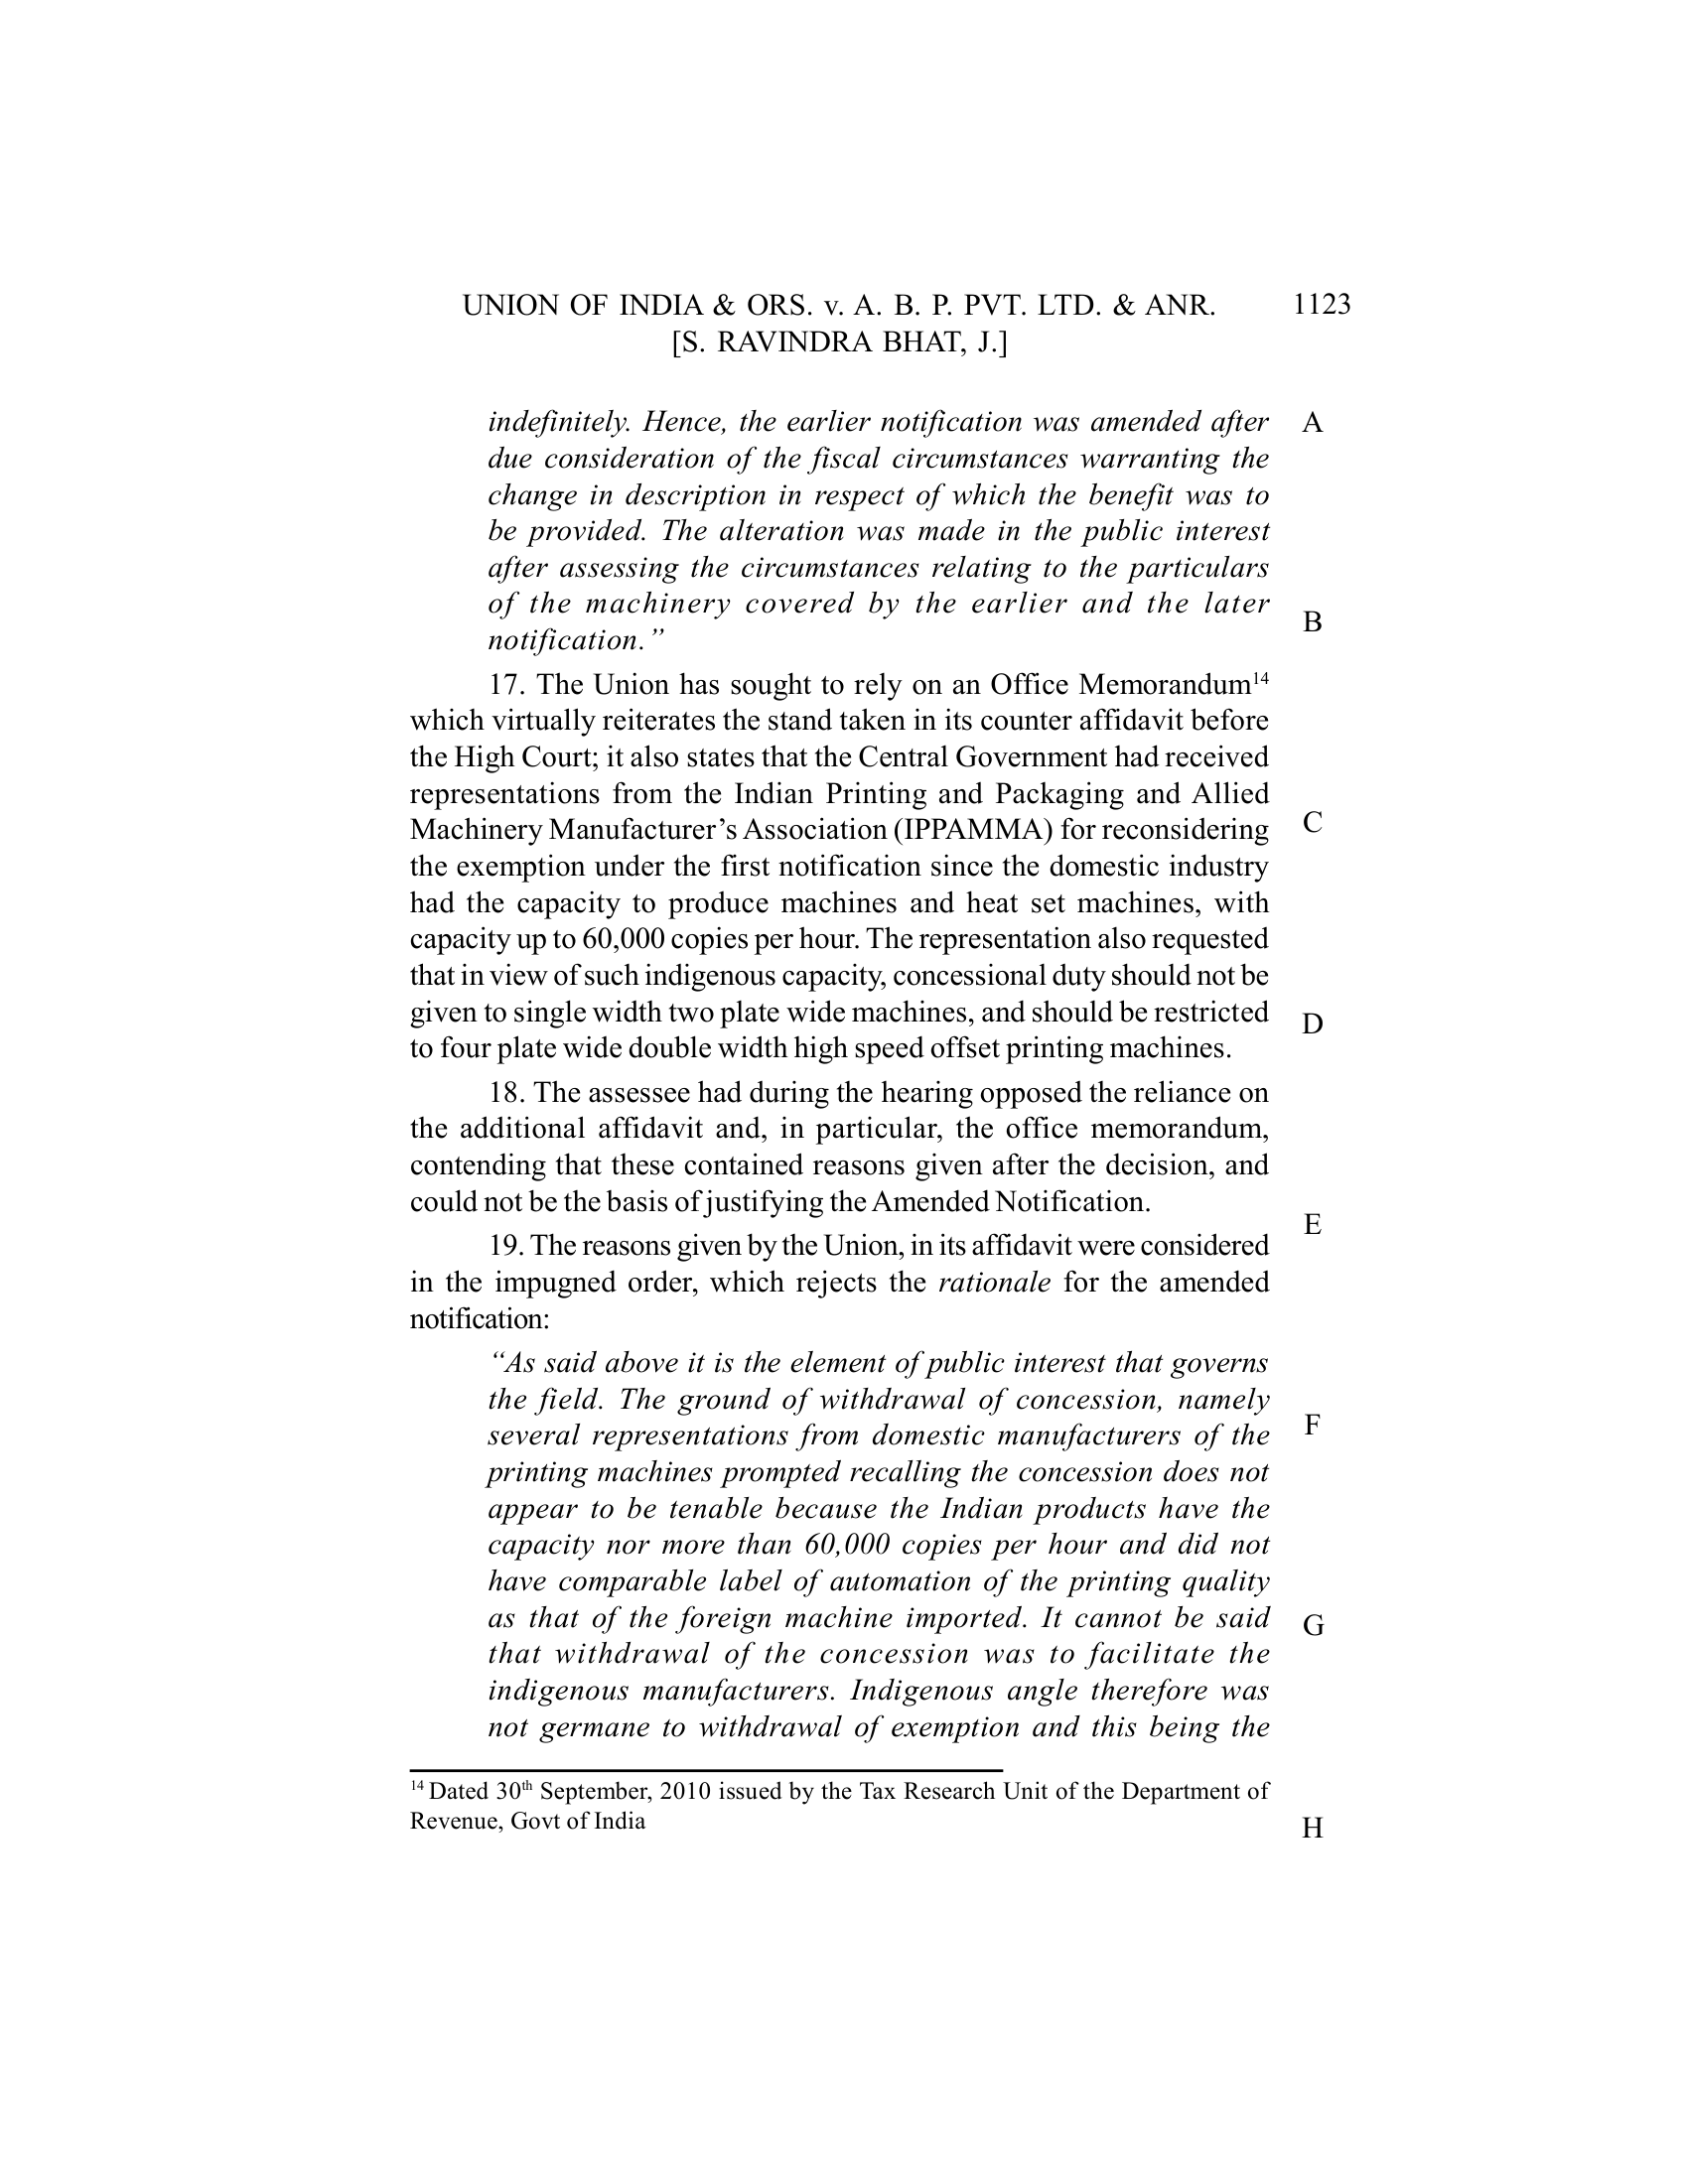 UNION OF INDIA & ORS. v. A. B. P. PVT. LTD. & ANR. 1123
[S. RAVINDRA BHAT, J.]
indefinitely. Hence, the earlier notification was amended after A
due consideration of the fiscal circumstances warranting the
change in description in respect of which the benefit was to
be provided. The alteration was made in the public interest
after assessing the circumstances relating to the particulars
of the machinery covered by the earlier and the later B
notification.”
17. The Union has sought to rely on an Office Memorandum14
which virtually reiterates the stand taken in its counter affidavit before
the High Court; it also states that the Central Government had received
representations from the Indian Printing and Packaging and Allied
Machinery Manufacturer’s Association (IPPAMMA) for reconsidering C
the exemption under the first notification since the domestic industry
had the capacity to produce machines and heat set machines, with
capacity up to 60,000 copies per hour. The representation also requested
that in view of such indigenous capacity, concessional duty should not be
given to single width two plate wide machines, and should be restricted D
to four plate wide double width high speed offset printing machines.
18. The assessee had during the hearing opposed the reliance on
the additional affidavit and, in particular, the office memorandum,
contending that these contained reasons given after the decision, and
could not be the basis of justifying the Amended Notification.
E
19. The reasons given by the Union, in its affidavit were considered
in the impugned order, which rejects the rationale for the amended
notification:
“As said above it is the element of public interest that governs
the field. The ground of withdrawal of concession, namely
several representations from domestic manufacturers of the F
printing machines prompted recalling the concession does not
appear to be tenable because the Indian products have the
capacity nor more than 60,000 copies per hour and did not
have comparable label of automation of the printing quality
as that of the foreign machine imported. It cannot be said G
that withdrawal of the concession was to facilitate the
indigenous manufacturers. Indigenous angle therefore was
not germane to withdrawal of exemption and this being the
14 Dated 30th September, 2010 issued by the Tax Research Unit of the Department of
Revenue, Govt of India H